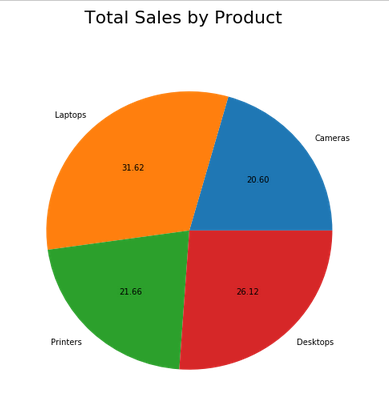 Total Sales by Product
Laptops
Cameras
31.62
20.60
21.66
26.12
Printers
Desktops